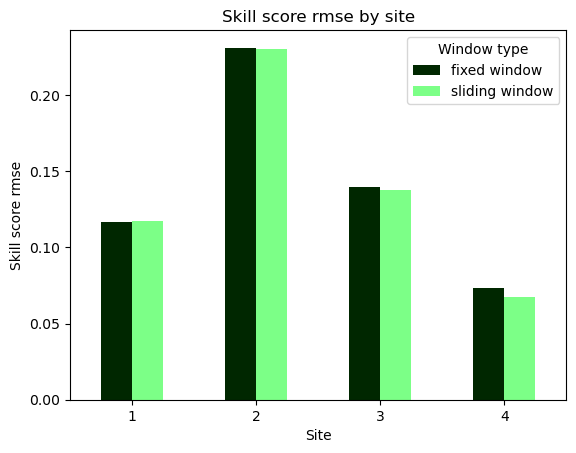 Skill score rmse by site
Window type
fixed window
sliding window
Skill score rmse
0.20
0.15
0.10
0.05
0.00
1 2 3 4
Site